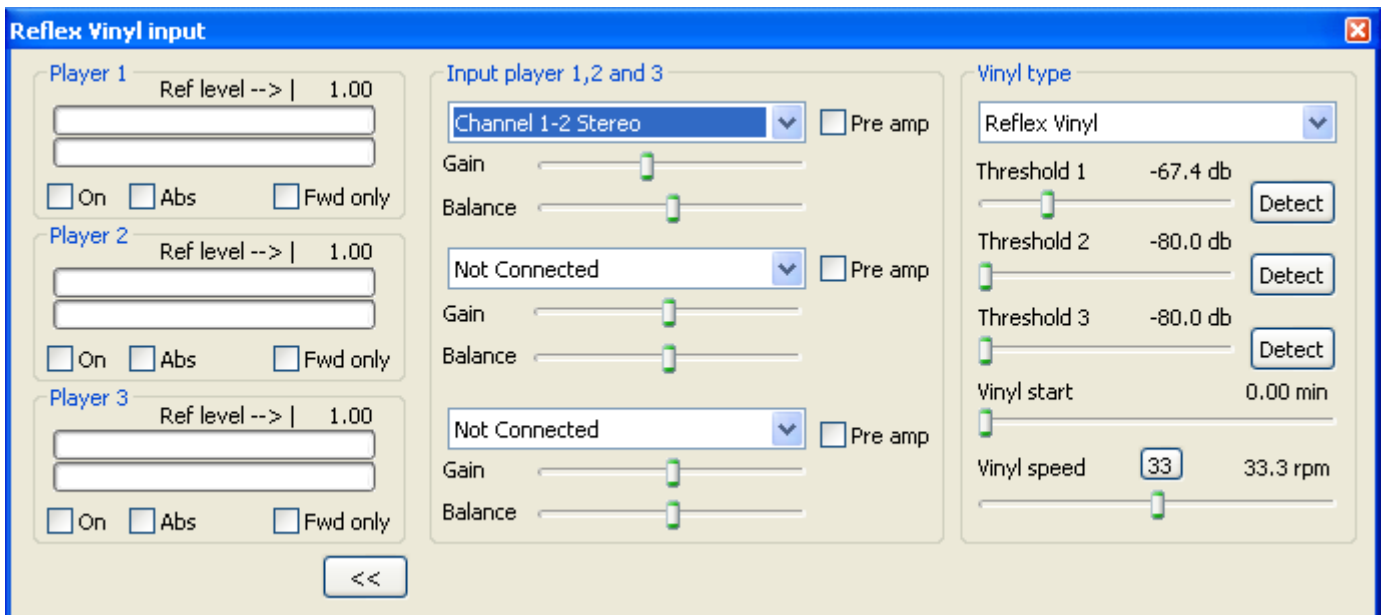 Reflex Vinyl input
Player 1
Ref level --> | 1.00
On Abs Fwd only
Player 2
Ref level --> | 1.00
On Abs Fwd only
Player 3
Ref level --> | 1.00
On Abs Fwd only
<<
Input player 1,2 and 3
Channel 1-2 Stereo Pre amp
Gain
Balance
Not Connected Pre amp
Gain
Balance
Not Connected Pre amp
Gain
Balance
Vinyl type
Reflex Vinyl
Threshold 1 -67.4 db
Detect
Threshold 2 -80.0 db
Detect
Threshold 3 -80.0 db
Detect
Vinyl start 0.00 min
Vinyl speed 33 33.3 rpm